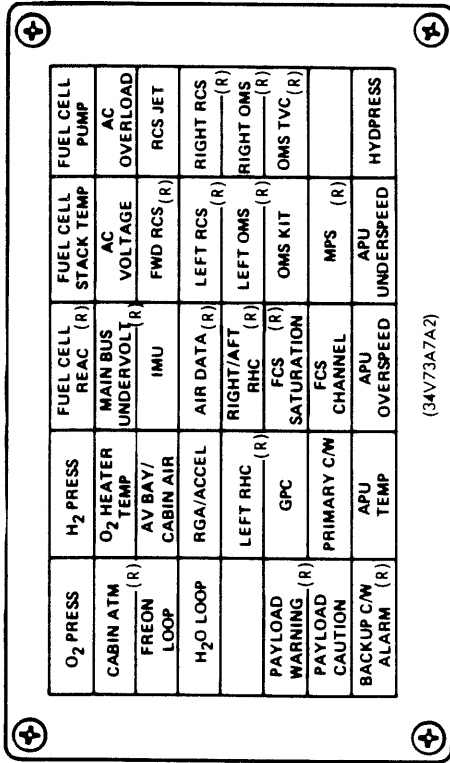 O2 PRESS
H2 PRESS
FUEL CELL
REAC (R)
FUEL CELL
STACK TEMP
FUEL CELL
PUMP
CABIN ATM (R)
O2 HEATER
TEMP
MAIN BUS
UNDERVOLT (R)
AC
VOLTAGE
AC
OVERLOAD
FREON
LOOP
AV BAY/
CABIN AIR
IMU
FWD RCS (R)
RCS JET
H2O LOOP
RGA/ACCEL
AIR DATA (R)
LEFT RCS (R)
RIGHT RCS (R)
LEFT RHC (R)
RIGHT/AFT
RHC (R)
LEFT OMS (R)
RIGHT OMS (R)
PAYLOAD
WARNING (R)
GPC
FCS (R)
SATURATION
OMS KIT
OMS TVC (R)
PAYLOAD
CAUTION
PRIMARY C/W
FCS
CHANNEL
MPS (R)
BACKUP C/W
ALARM (R)
APU
TEMP
APU
OVERSPEED
APU
UNDERSPEED
HYDPRESS
(34V73A7A2)